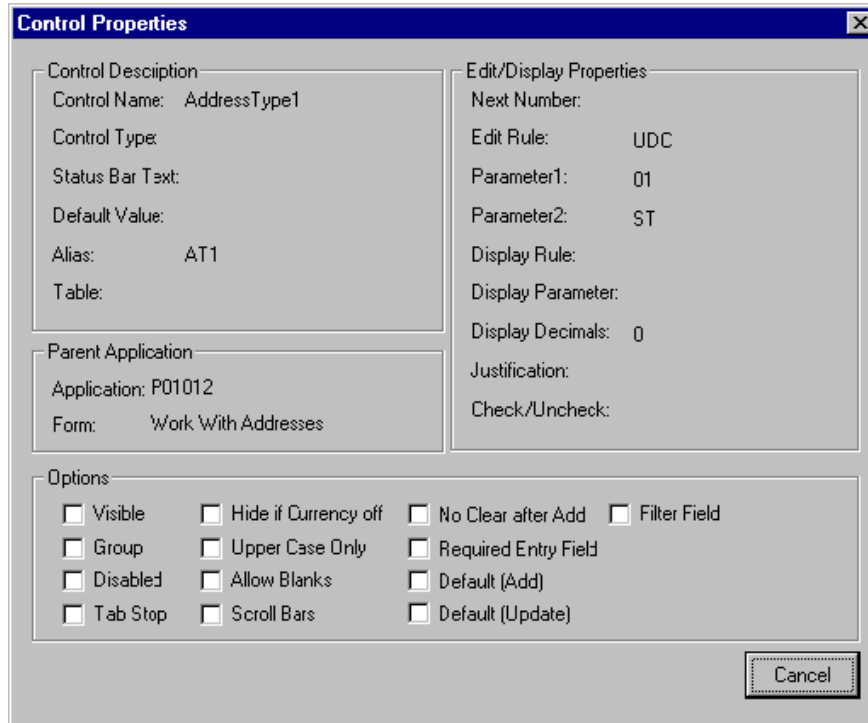 Control Properties
Control Description
Control Name: AddressType1
Control Type:
Status Bar Text:
Default Value:
Alias: AT1
Table:
Edit/Display Properties
Next Number:
Edit Rule: UDC
Parameter1: 01
Parameter2: ST
Display Rule:
Display Parameter:
Display Decimals: 0
Justification:
Check/Uncheck:
Parent Application
Application: P01012
Form: Work With Addresses
Options
Visible Hide if Currency off No Clear after Add Filter Field
Group Upper Case Only Required Entry Field
Disabled Allow Blanks Default (Add)
Tab Stop Scroll Bars Default (Update)
Cancel